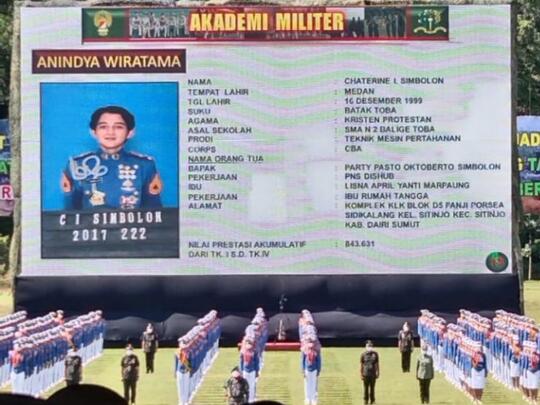 AKADEMI MILITER
ANINDYA WIRATAMA
NAMA : CHATERINE I. SIMBOLON
TEMPAT LAHIR : MEDAN
TGL LAHIR : 16 DESEMBER 1999
SUKU : BATAK TOBA
AGAMA : KRISTEN PROTESTAN
ASAL SEKOLAH : SMA N 2 BALIGE TOBA
PRODI : TEKNIK MESIN PERTAHANAN
CORPS : CBA
NAMA ORANG TUA
BAPAK : PARTY PASTO OKTOBERTO SIMBOLON
PEKERJAAN : PNS DISHUB
IBU : LISNA APRIL YANTI MARPAUNG
PEKERJAAN : IBU RUMAH TANGGA
ALAMAT : KOMPLEK KLK BLOK D5 PANJI PORSEA
SIDIKALANG KEL. SITINJO KEC. SITINJO
KAB. DAIRI SUMUT
NILAI PRESTASI AKUMULATIF : 843.631
DARI TK. I S.D. TK.IV
C I SIMBOLON
2017 222